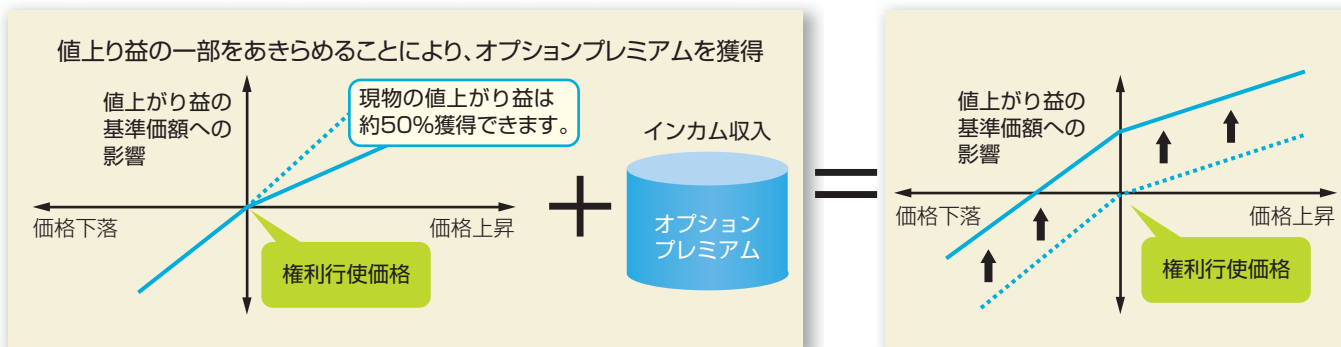 値上り益の一部をあきらめることにより、オプションプレミアムを獲得
値上がり益の
基準価額への
影響
現物の値上がり益は
約50%獲得できます。
価格下落
価格上昇
権利行使価格
インカム収入
オプション
プレミアム
値上がり益の
基準価額への
影響
価格下落
価格上昇
権利行使価格